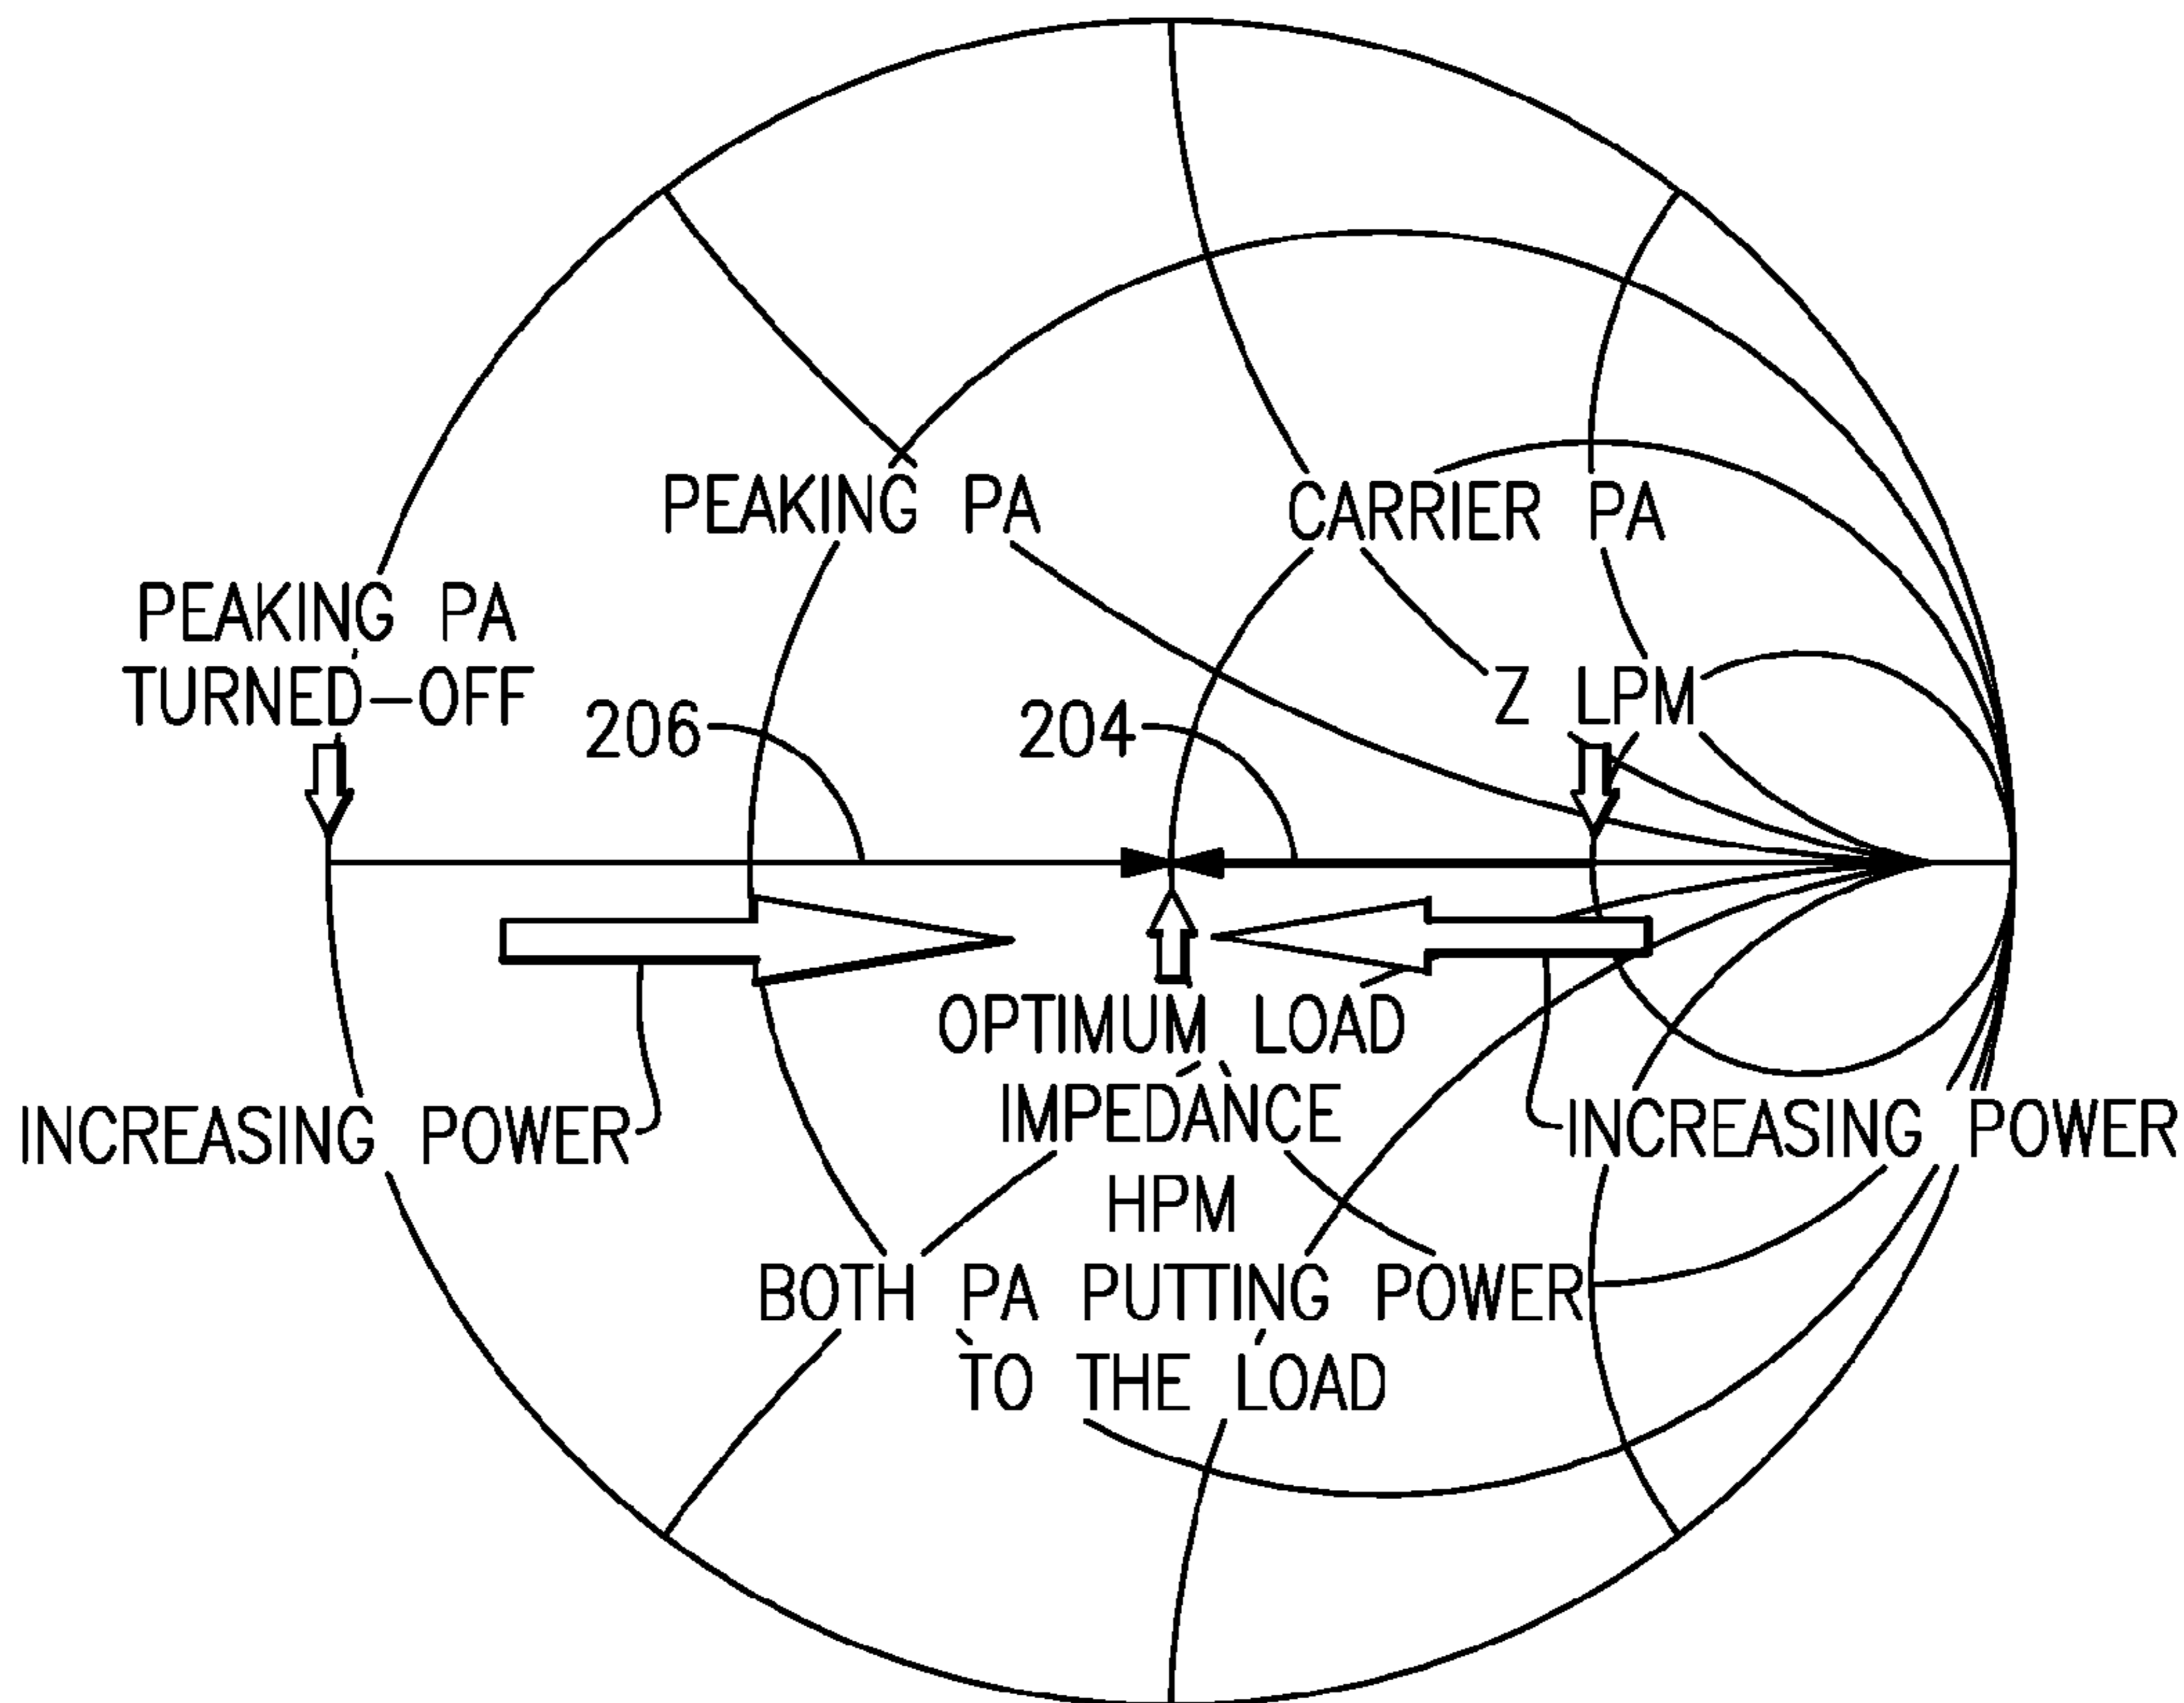 PEAKING PA
CARRIER PA
PEAKING PA
TURNED-OFF
206
204
Z LPM
OPTIMUM LOAD
IMPEDANCE
HPM
BOTH PA PUTTING POWER
TO THE LOAD
INCREASING POWER
INCREASING POWER